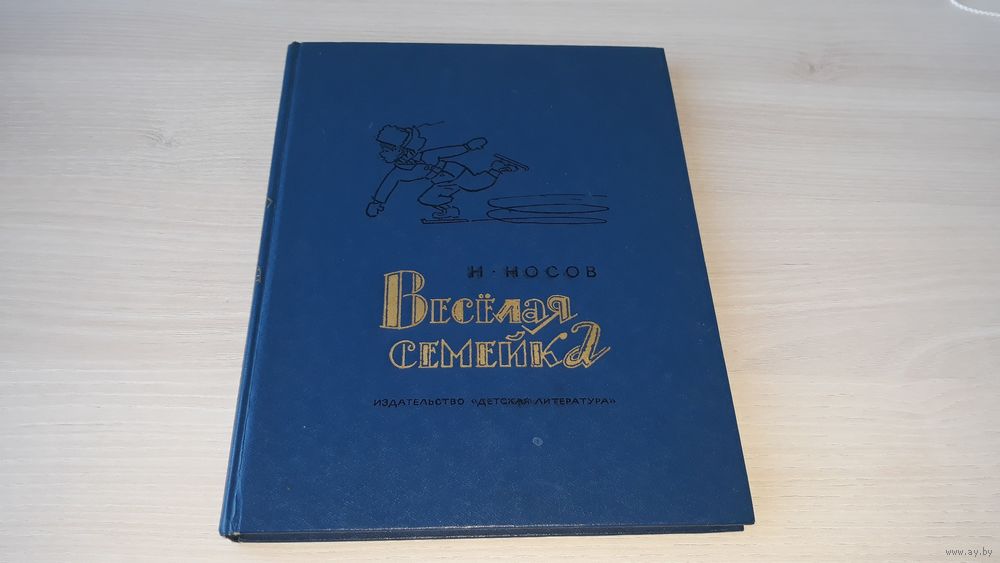 Н · НОСОВ
ВЕСЁЛАЯ
СЕМЕЙКА
ИЗДАТЕЛЬСТВО «ДЕТСКАЯ ЛИТЕРАТУРА»
www.ay.by